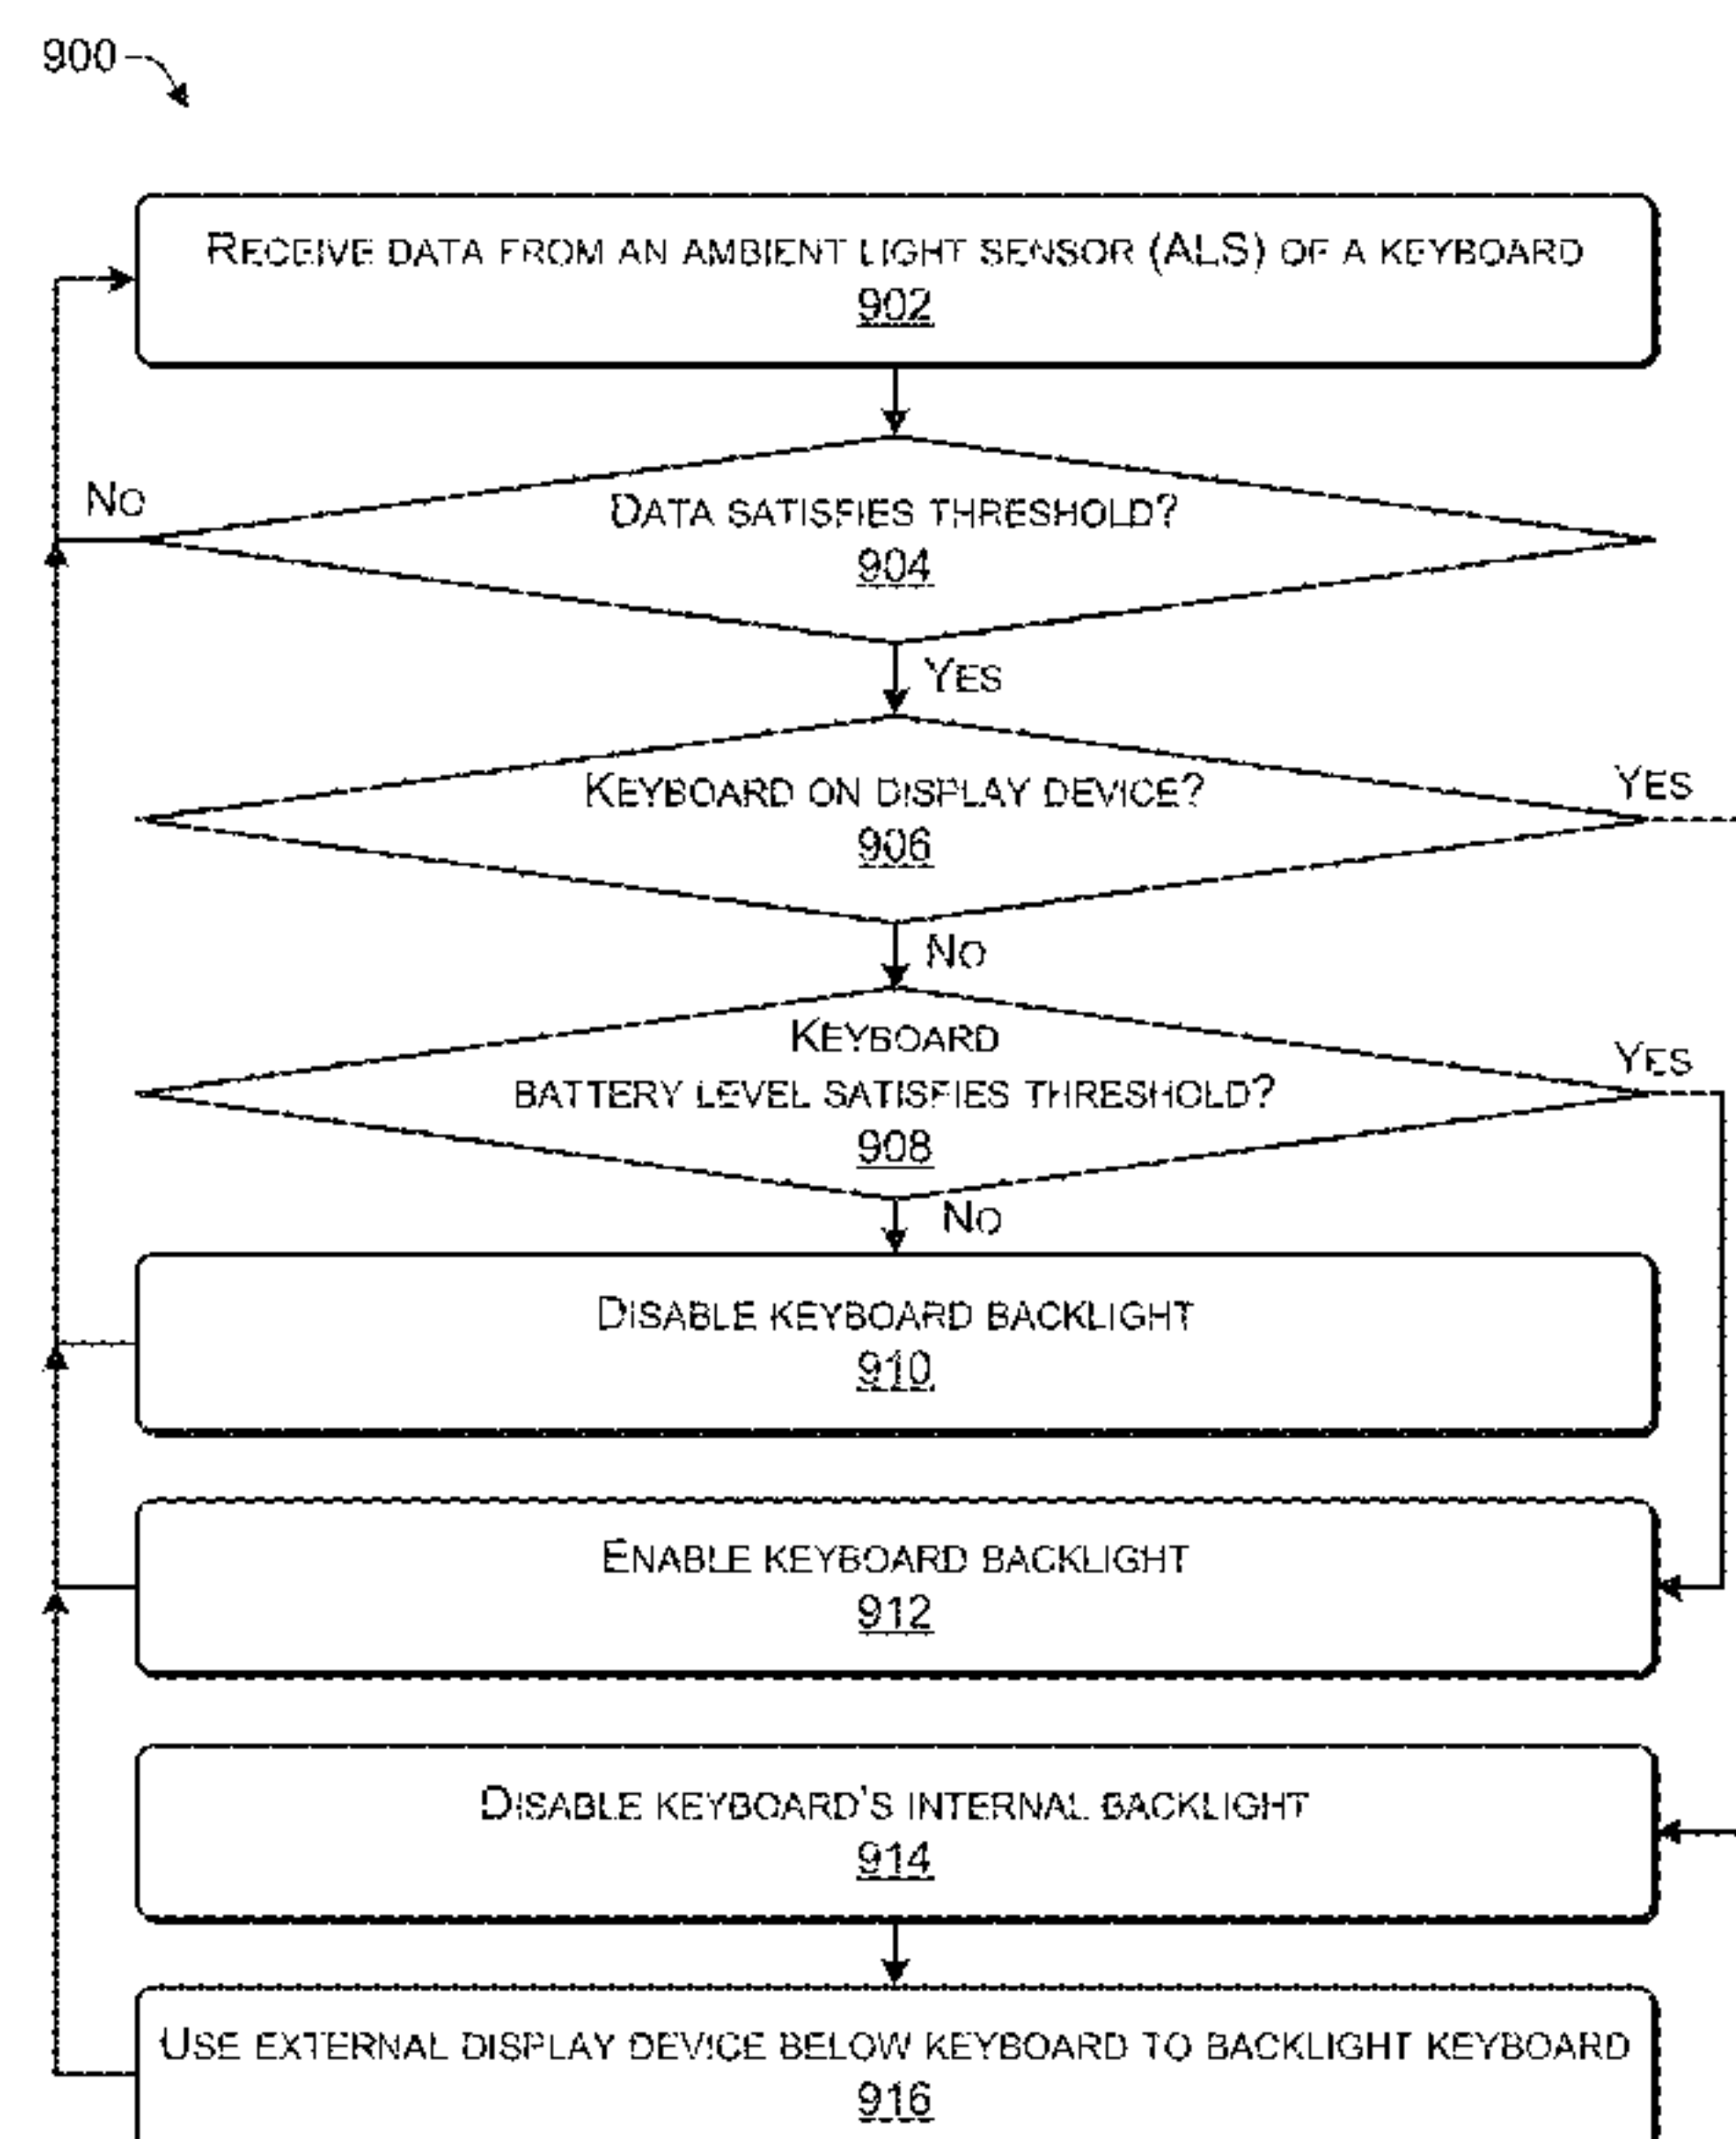 900
RECEIVE DATA FROM AN AMBIENT LIGHT SENSOR (ALS) OF A KEYBOARD
902
DATA SATISFIES THRESHOLD?
904
NO
YES
KEYBOARD ON DISPLAY DEVICE?
906
YES
NO
KEYBOARD
BATTERY LEVEL SATISFIES THRESHOLD?
908
YES
NO
DISABLE KEYBOARD BACKLIGHT
910
ENABLE KEYBOARD BACKLIGHT
912
DISABLE KEYBOARD'S INTERNAL BACKLIGHT
914
USE EXTERNAL DISPLAY DEVICE BELOW KEYBOARD TO BACKLIGHT KEYBOARD
916